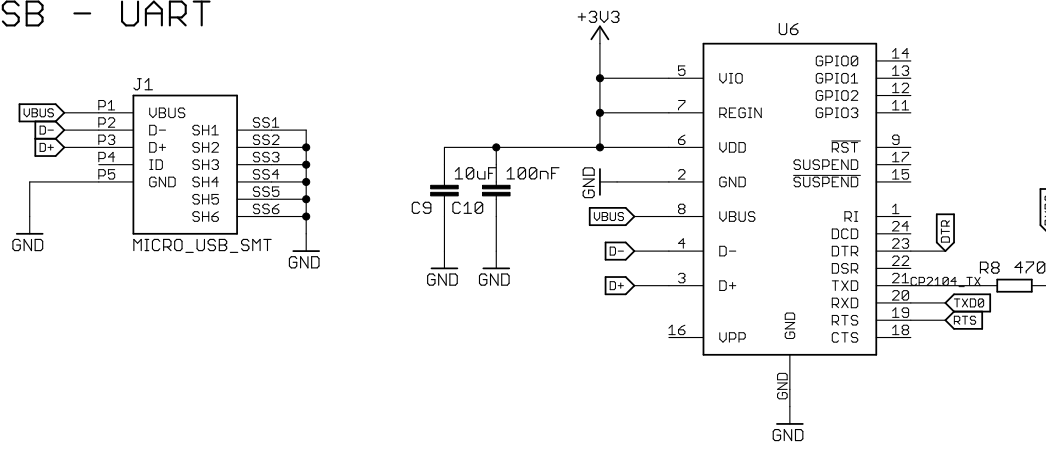 SB - UART
J1
VBUS
D-
D+
P1
P2
P3
P4
P5
VBUS
D-
D+
ID
GND
SH1
SH2
SH3
SH4
SH5
SH6
SS1
SS2
SS3
SS4
SS5
SS6
GND
MICRO_USB_SMT
GND
+3V3
10uF
100nF
C9
C10
GND
GND
U6
5
7
6
2
8
4
3
16
GND
VBUS
D-
D+
VIO
REGIN
VDD
GND
VBUS
D-
D+
VPP
GPIO0
GPIO1
GPIO2
GPIO3
RST
SUSPEND
SUSPEND
RI
DCD
DTR
DSR
TXD
RXD
RTS
CTS
GND
14
13
12
11
9
17
15
1
24
23
22
21
20
19
18
DTR
CP2104_TX
R8 470
TXD0
RTS
GND
GND